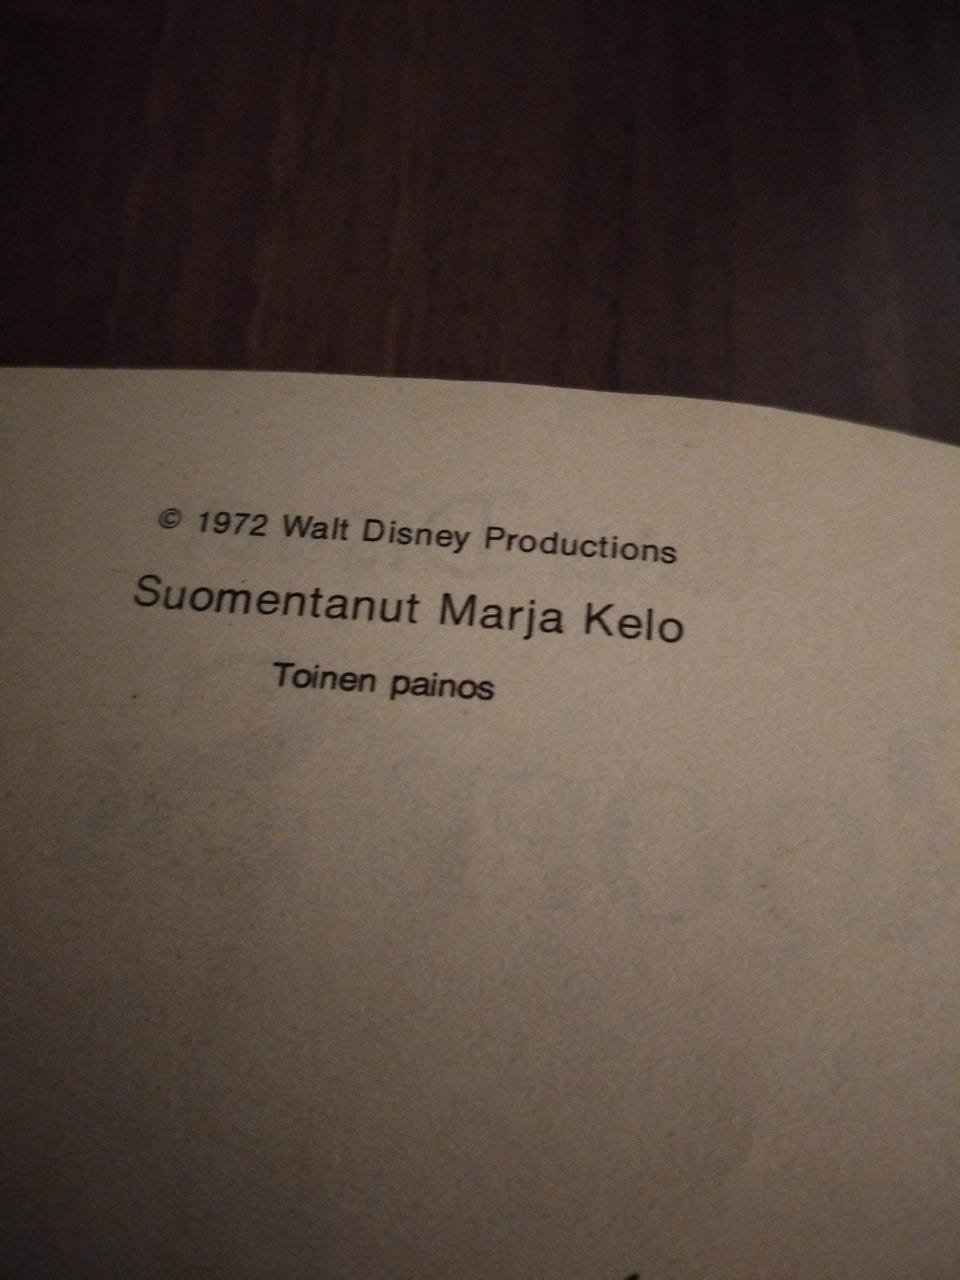 © 1972 Walt Disney Productions
Suomentanut Marja Kelo
Toinen painos